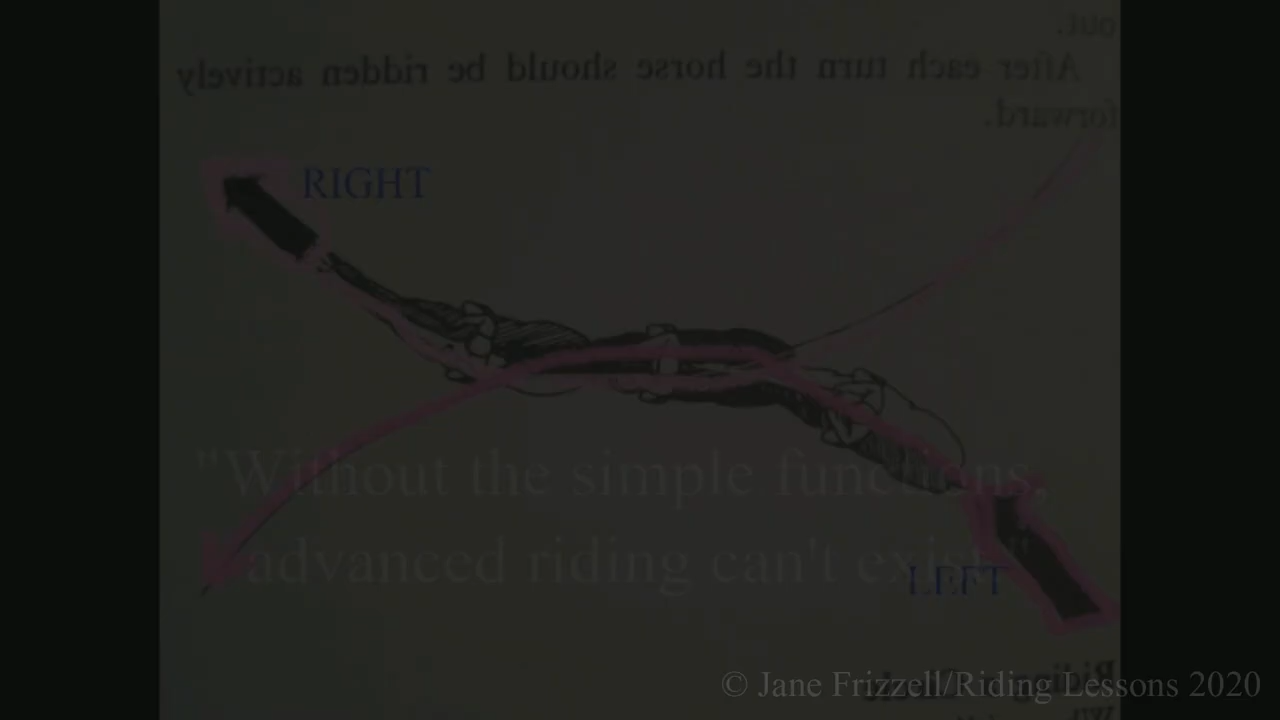 out.
After each turn the horse should be ridden actively
forward.
RIGHT
"Without the simple functions,
advanced riding can't exist."
LEFT
© Jane Frizzell/Riding Lessons 2020